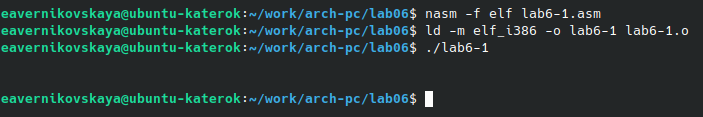 eavernikovskaya@ubuntu-katerok:~/work/arch-pc/lab06$ nasm -f elf lab6-1.asm
eavernikovskaya@ubuntu-katerok:~/work/arch-pc/lab06$ ld -m elf_i386 -o lab6-1 lab6-1.o
eavernikovskaya@ubuntu-katerok:~/work/arch-pc/lab06$ ./lab6-1
eavernikovskaya@ubuntu-katerok:~/work/arch-pc/lab06$